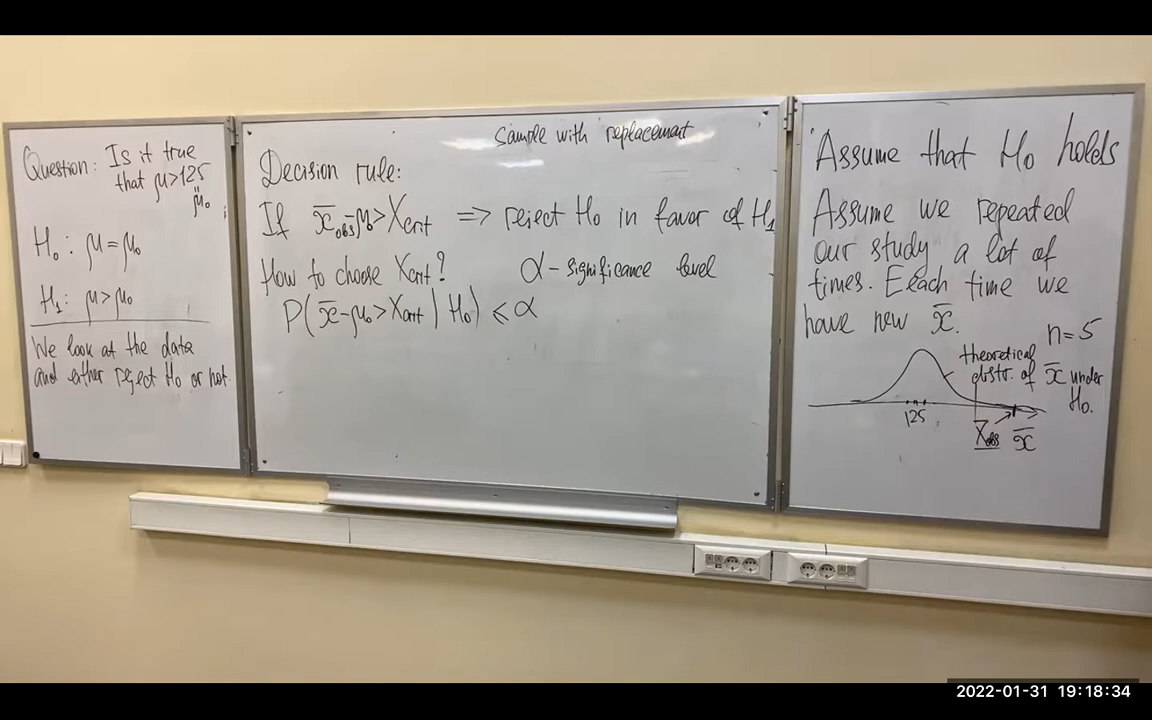 Question: Is it true
that μ>125
"
μ₀
H₀: μ=μ₀
H₁: μ>μ₀
We look at the data
and either reject H₀ or not.
Sample with replacement
Decision rule:
If x̄obs-μ₀>Xcrit => reject H₀ in favor of H₁
How to choose Xcrit? α-significance level
P(x̄-μ₀>Xcrit | H₀) ⩽ α
Assume that H₀ holds
Assume we repeated
our study a lot of
times. Eeach time we
have new x̄.
n=5
theoretical
distr. of x̄ under
H₀.
125
x̄obs x̄
2022-01-31 19:18:34